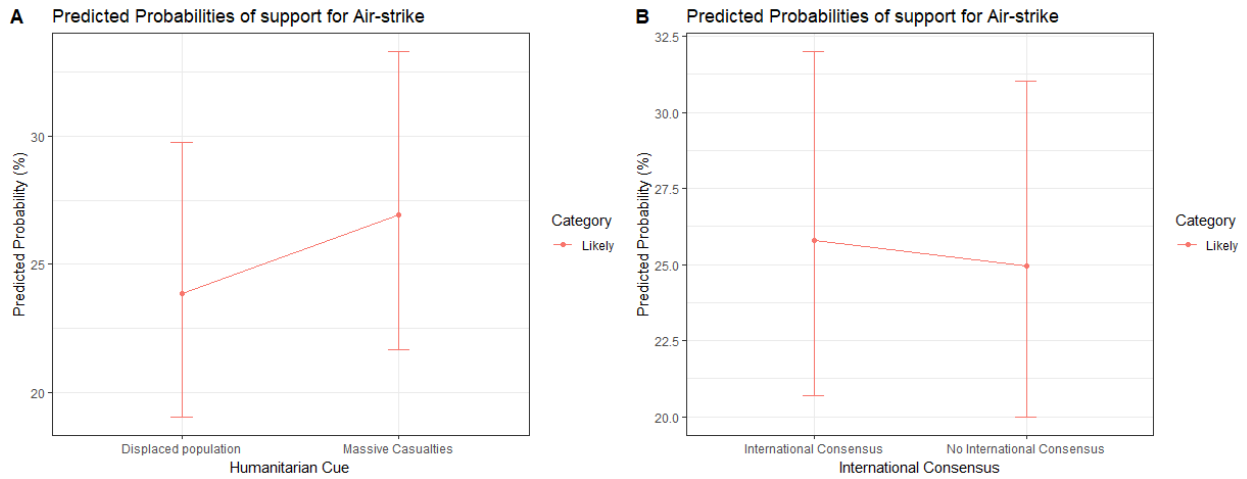 A Predicted Probabilities of support for Air-strike
Predicted Probability (%)
30
25
20
Displaced population Massive Casualties
Humanitarian Cue
Category
Likely
B Predicted Probabilities of support for Air-strike
Predicted Probability (%)
32.5
30.0
27.5
25.0
22.5
20.0
International Consensus No International Consensus
International Consensus
Category
Likely